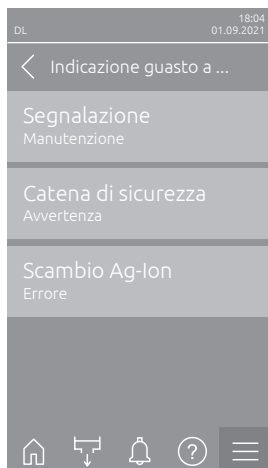 18:04
DL 01.09.2021
Indicazione guasto a ...
Segnalazione
Manutenzione
Catena di sicurezza
Avvertenza
Scambio Ag-Ion
Errore
?